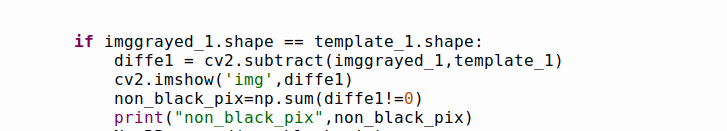 if imggrayed_1.shape == template_1.shape:
diffe1 = cv2.subtract(imggrayed_1,template_1)
cv2.imshow('img',diffe1)
non_black_pix=np.sum(diffe1!=0)
print("non_black_pix",non_black_pix)